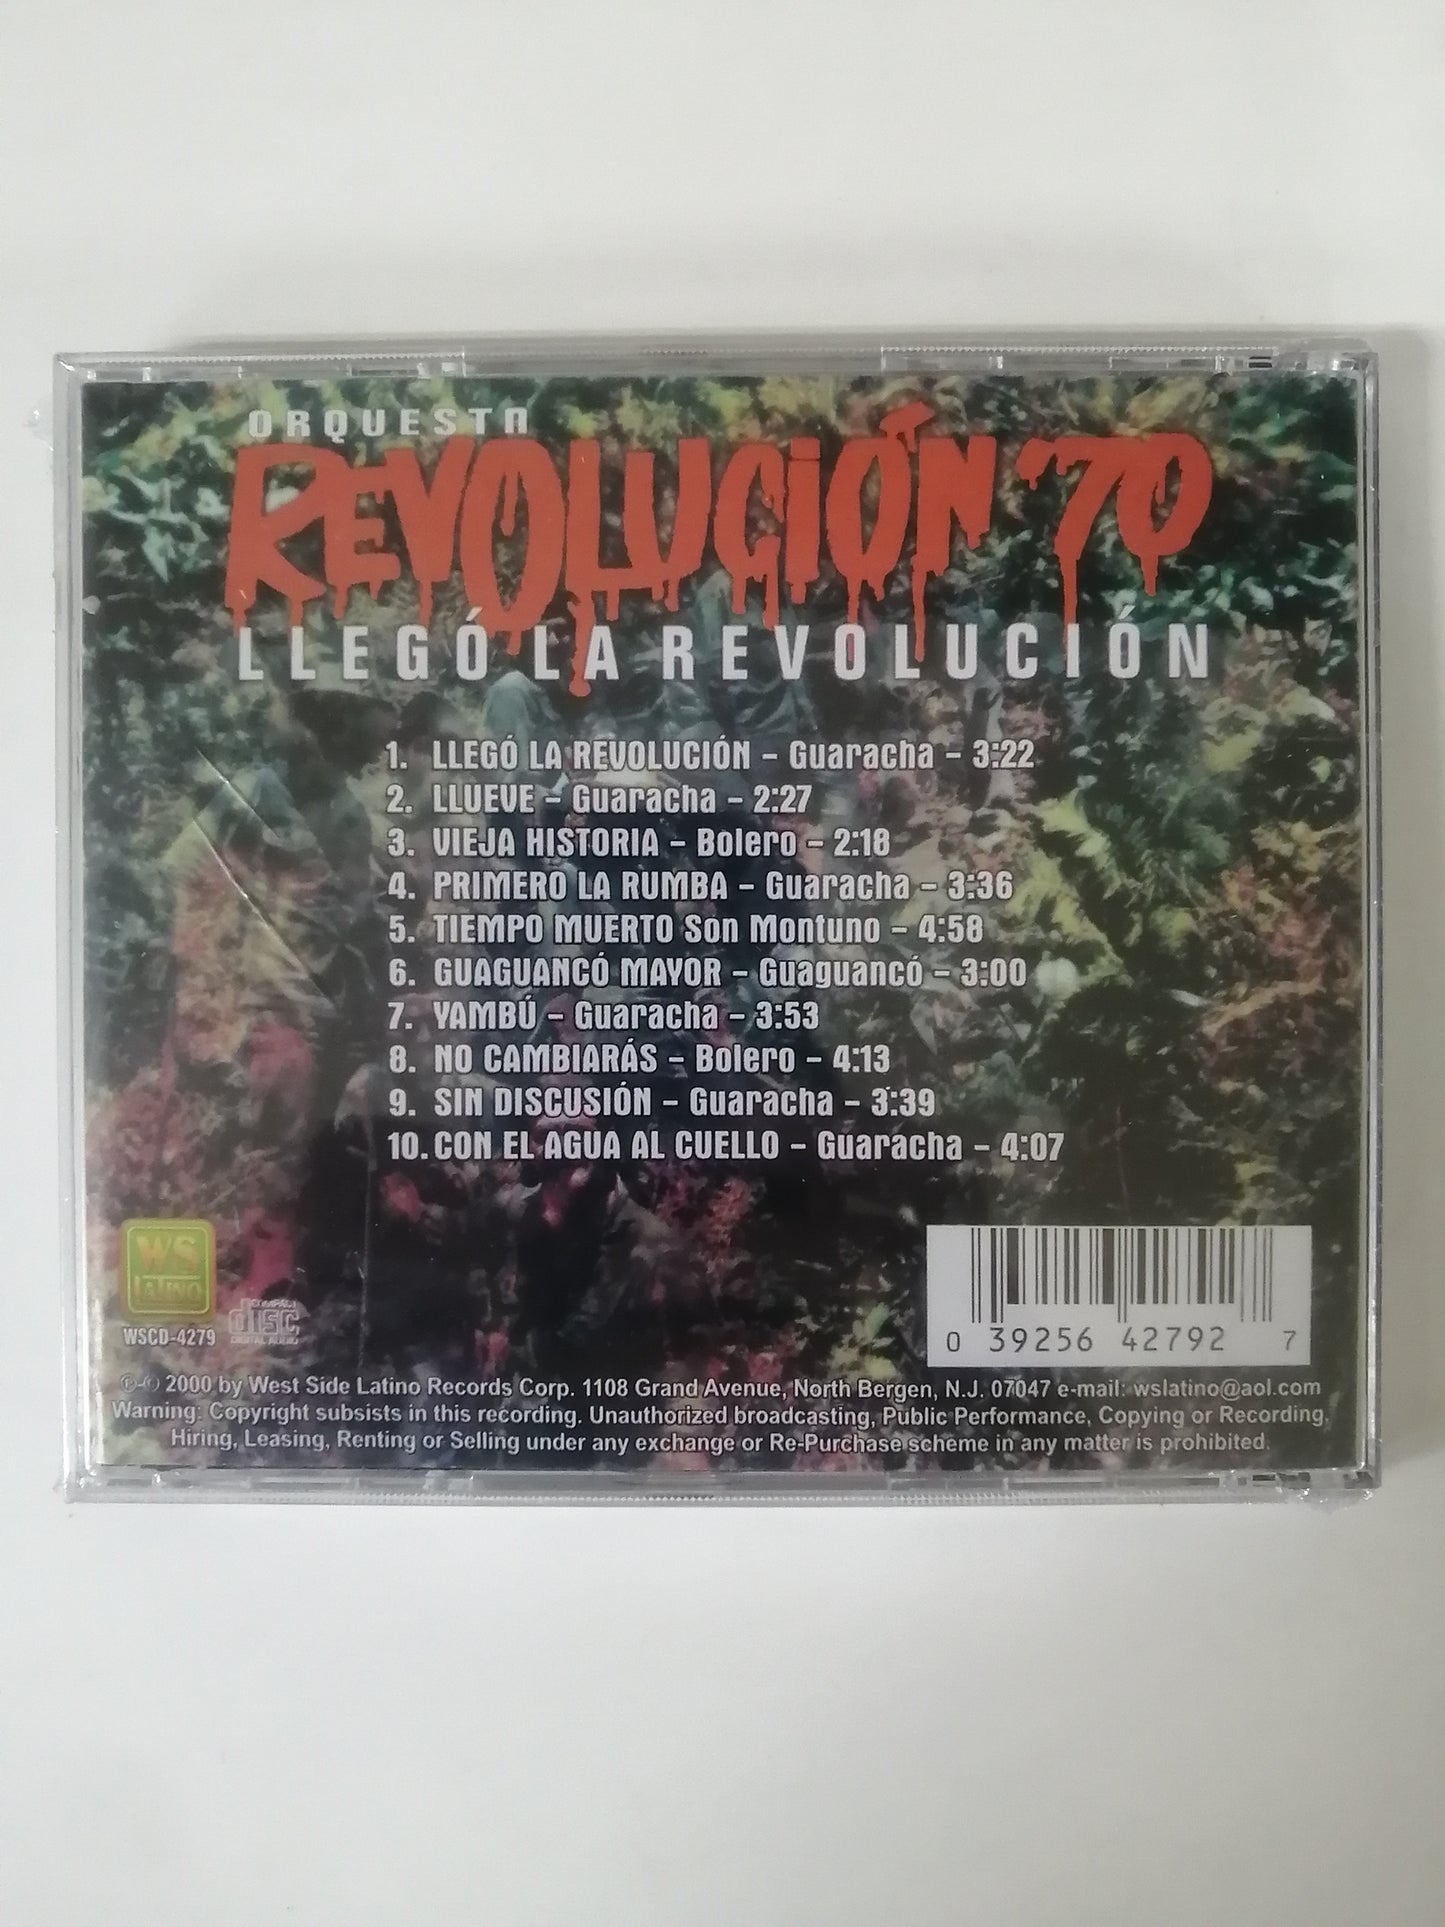 ORQUESTA
REVOLUCIÓN '70
LLEGÓ LA REVOLUCIÓN
1. LLEGÓ LA REVOLUCIÓN – Guaracha – 3:22
2. LLUEVE – Guaracha – 2:27
3. VIEJA HISTORIA – Bolero – 2:18
4. PRIMERO LA RUMBA – Guaracha – 3:36
5. TIEMPO MUERTO Son Montuno – 4:58
6. GUAGUANCÓ MAYOR – Guaguancó – 3:00
7. YAMBÚ – Guaracha – 3:53
8. NO CAMBIARÁS – Bolero – 4:13
9. SIN DISCUSIÓN – Guaracha – 3:39
10. CON EL AGUA AL CUELLO – Guaracha – 4:07
WS
LATINO
WSCD-4279
COMPACT
disc
DIGITAL AUDIO
0 39256 42792 7
℗-© 2000 by West Side Latino Records Corp. 1108 Grand Avenue, North Bergen, N.J. 07047 e-mail: wslatino@aol.com
Warning: Copyright subsists in this recording. Unauthorized broadcasting, Public Performance, Copying or Recording,
Hiring, Leasing, Renting or Selling under any exchange or Re-Purchase scheme in any matter is prohibited.